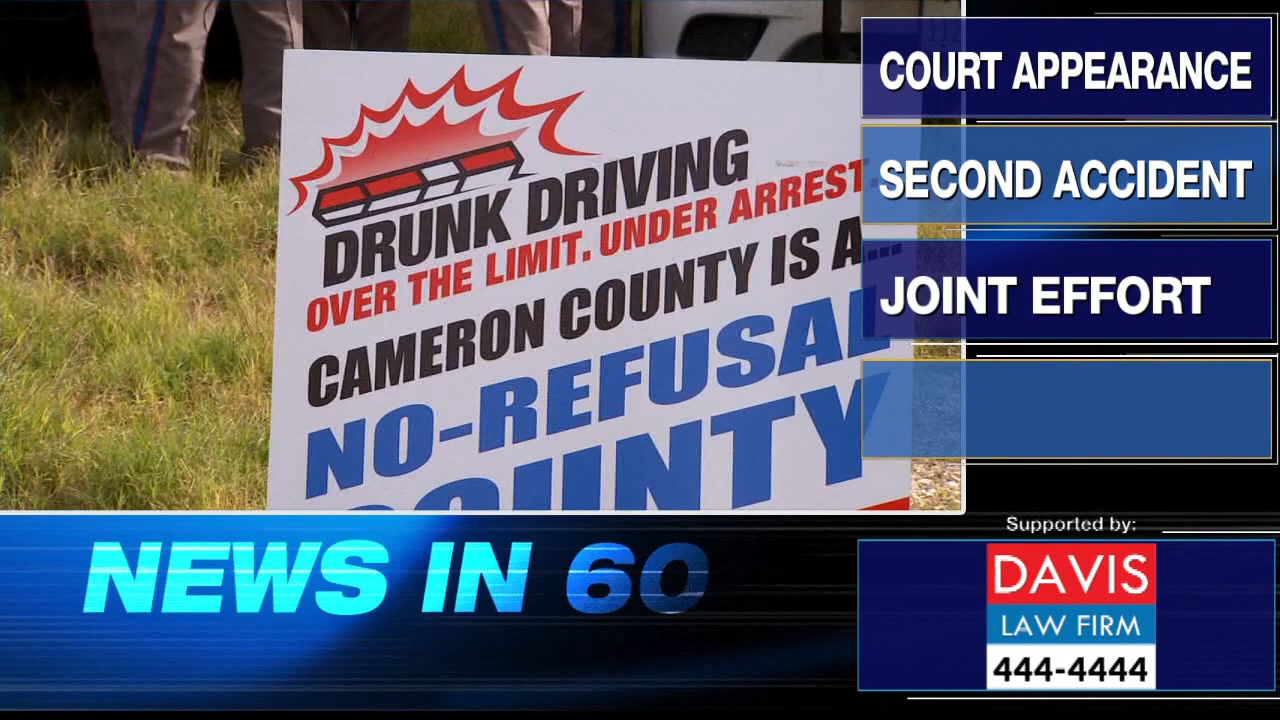 DRUNK DRIVING
OVER THE LIMIT. UNDER ARREST.
CAMERON COUNTY IS A...
NO-REFUSAL
COUNTY
COURT APPEARANCE
SECOND ACCIDENT
JOINT EFFORT
NEWS IN 60
Supported by:
DAVIS
LAW FIRM
444-4444